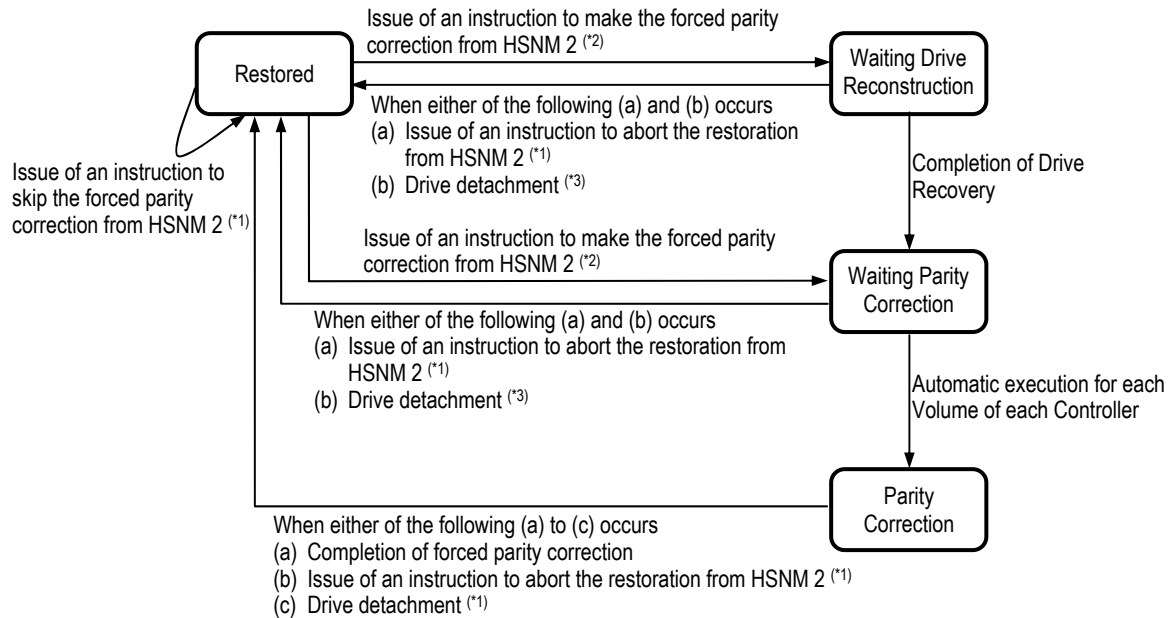 Issue of an instruction to make the forced parity
correction from HSNM 2 (*2)
Restored
Waiting Drive
Reconstruction
When either of the following (a) and (b) occurs
(a) Issue of an instruction to abort the restoration
from HSNM 2 (*1)
(b) Drive detachment (*3)
Issue of an instruction to
skip the forced parity
correction from HSNM 2 (*1)
Completion of Drive
Recovery
Issue of an instruction to make the forced parity
correction from HSNM 2 (*2)
Waiting Parity
Correction
When either of the following (a) and (b) occurs
(a) Issue of an instruction to abort the restoration from
HSNM 2 (*1)
(b) Drive detachment (*3)
Automatic execution for each
Volume of each Controller
Parity
Correction
When either of the following (a) to (c) occurs
(a) Completion of forced parity correction
(b) Issue of an instruction to abort the restoration from HSNM 2 (*1)
(c) Drive detachment (*1)